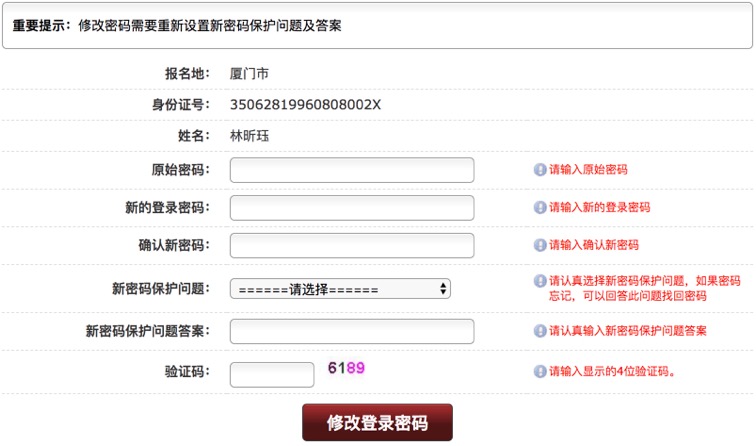 重要提示：修改密码需要重新设置新密码保护问题及答案
报名地： 厦门市
身份证号： 35062819960808002X
姓名： 林昕珏
原始密码： 请输入原始密码
新的登录密码： 请输入新的登录密码
确认新密码： 请输入确认新密码
新密码保护问题： ======请选择====== 请认真选择新密码保护问题，如果密码
忘记，可以回答此问题找回密码
新密码保护问题答案： 请认真输入新密码保护问题答案
验证码： 6189 请输入显示的4位验证码。
修改登录密码